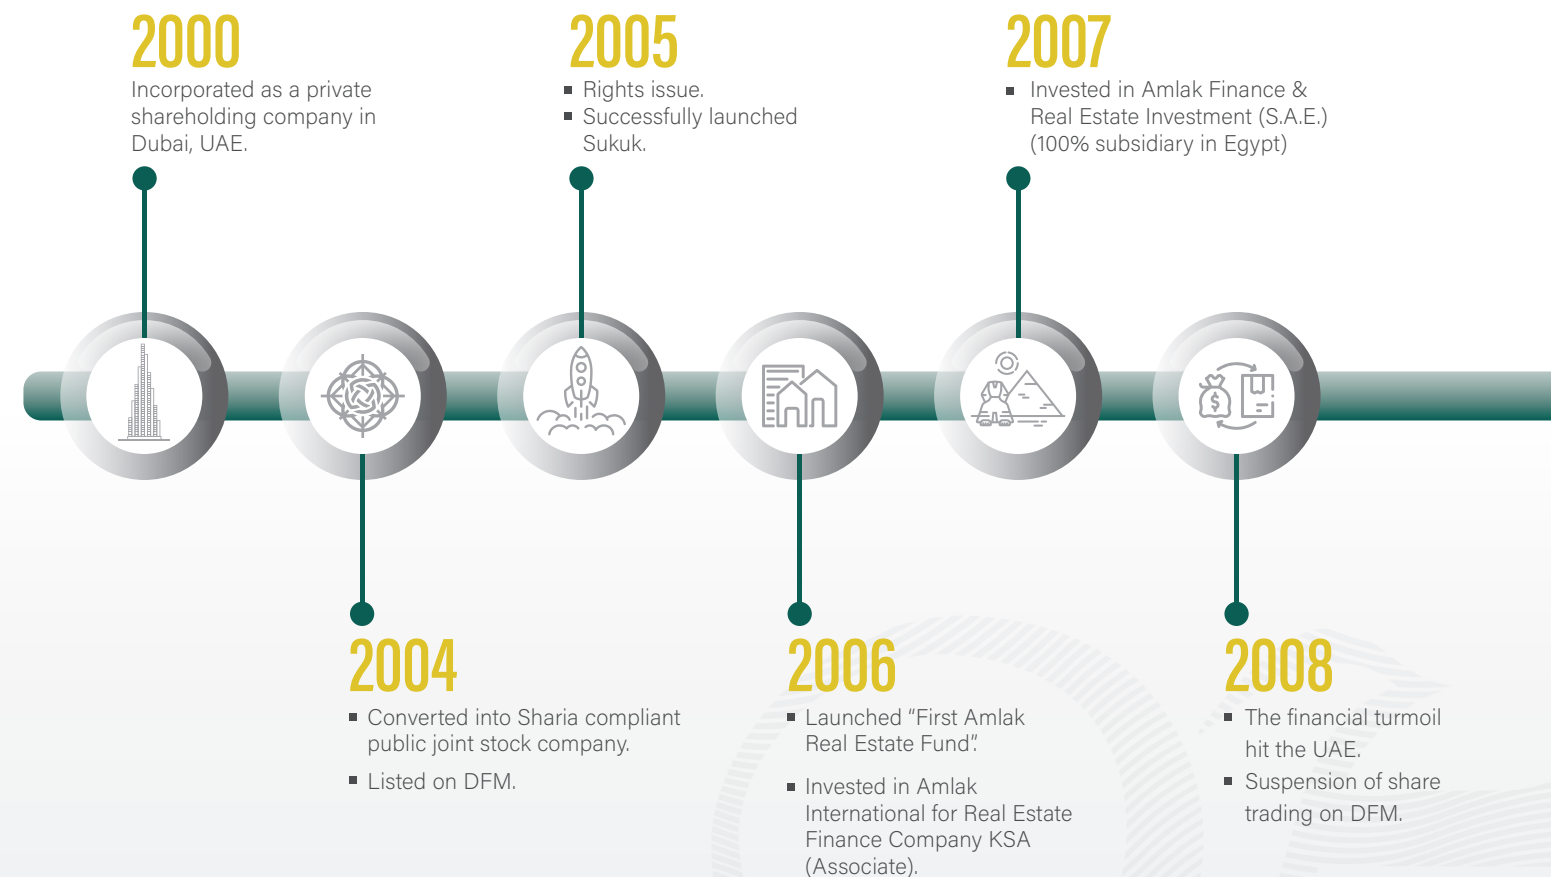 2000
Incorporated as a private
shareholding company in
Dubai, UAE.
2005
▪ Rights issue.
▪ Successfully launched
Sukuk.
2007
▪ Invested in Amlak Finance &
Real Estate Investment (S.A.E.)
(100% subsidiary in Egypt)
2004
▪ Converted into Sharia compliant
public joint stock company.
▪ Listed on DFM.
2006
▪ Launched “First Amlak
Real Estate Fund”.
▪ Invested in Amlak
International for Real Estate
Finance Company KSA
(Associate).
2008
▪ The financial turmoil
hit the UAE.
▪ Suspension of share
trading on DFM.